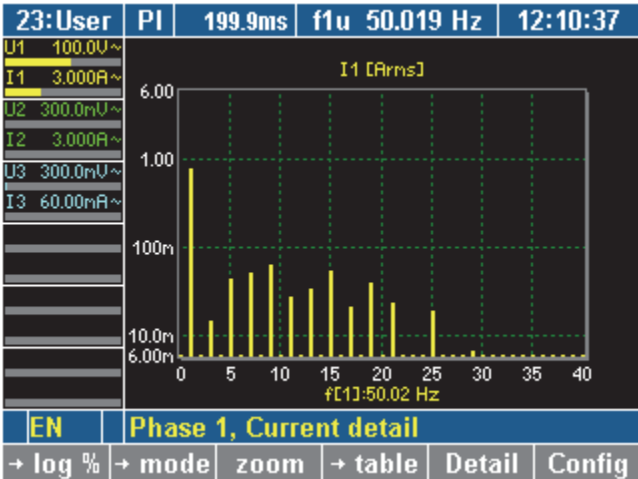 23:User PI 199.9ms f1u 50.019 Hz 12:10:37
U1 100.0V~
I1 3.000A~
U2 300.0mV~
I2 3.000A~
U3 300.0mV~
I3 60.00mA~
I1 [Arms]
6.00
1.00
100m
10.0m
6.00m
0 5 10 15 20 25 30 35 40
f[1]:50.02 Hz
EN Phase 1, Current detail
→ log % → mode zoom → table Detail Config